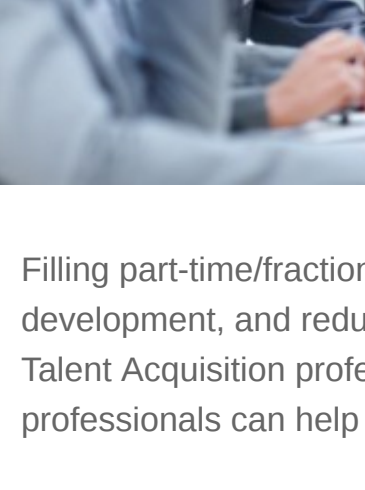 Filling part-time/fraction
development, and redu
Talent Acquisition profe
professionals can help